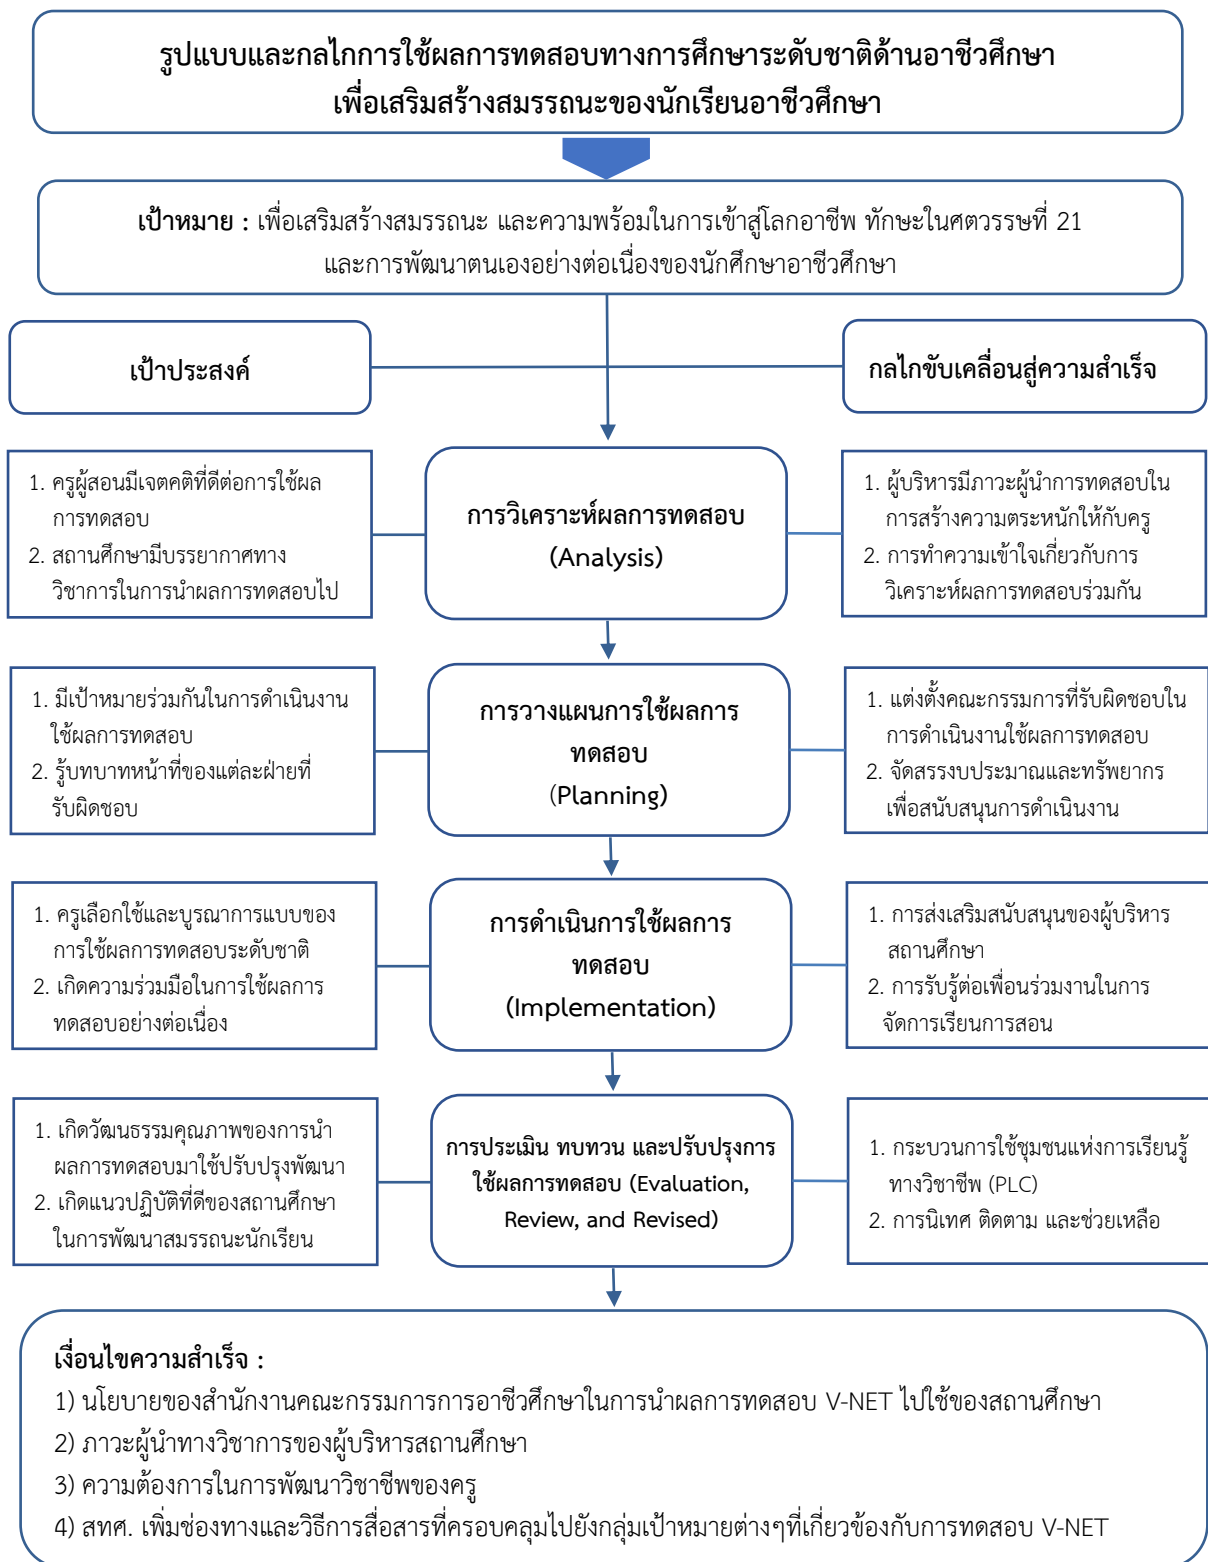 รูปแบบและกลไกการใช้ผลการทดสอบทางการศึกษาระดับชาติด้านอาชีวศึกษา
เพื่อเสริมสร้างสมรรถนะของนักเรียนอาชีวศึกษา
เป้าหมาย : เพื่อเสริมสร้างสมรรถนะ และความพร้อมในการเข้าสู่โลกอาชีพ ทักษะในศตวรรษที่ 21
และการพัฒนาตนเองอย่างต่อเนื่องของนักศึกษาอาชีวศึกษา
เป้าประสงค์
กลไกขับเคลื่อนสู่ความสำเร็จ
1. ครูผู้สอนมีเจตคติที่ดีต่อการใช้ผล
การทดสอบ
2. สถานศึกษามีบรรยากาศทาง
วิชาการในการนำผลการทดสอบไป
การวิเคราะห์ผลการทดสอบ
(Analysis)
1. ผู้บริหารมีภาวะผู้นำการทดสอบใน
การสร้างความตระหนักให้กับครู
2. การทำความเข้าใจเกี่ยวกับการ
วิเคราะห์ผลการทดสอบร่วมกัน
1. มีเป้าหมายร่วมกันในการดำเนินงาน
ใช้ผลการทดสอบ
2. รู้บทบาทหน้าที่ของแต่ละฝ่ายที่
รับผิดชอบ
การวางแผนการใช้ผลการ
ทดสอบ
(Planning)
1. แต่งตั้งคณะกรรมการที่รับผิดชอบใน
การดำเนินงานใช้ผลการทดสอบ
2. จัดสรรงบประมาณและทรัพยากร
เพื่อสนับสนุนการดำเนินงาน
1. ครูเลือกใช้และบูรณาการแบบของ
การใช้ผลการทดสอบระดับชาติ
2. เกิดความร่วมมือในการใช้ผลการ
ทดสอบอย่างต่อเนื่อง
การดำเนินการใช้ผลการ
ทดสอบ
(Implementation)
1. การส่งเสริมสนับสนุนของผู้บริหาร
สถานศึกษา
2. การรับรู้ต่อเพื่อนร่วมงานในการ
จัดการเรียนการสอน
1. เกิดวัฒนธรรมคุณภาพของการนำ
ผลการทดสอบมาใช้ปรับปรุงพัฒนา
2. เกิดแนวปฏิบัติที่ดีของสถานศึกษา
ในการพัฒนาสมรรถนะนักเรียน
การประเมิน ทบทวน และปรับปรุงการ
ใช้ผลการทดสอบ (Evaluation,
Review, and Revised)
1. กระบวนการใช้ชุมชนแห่งการเรียนรู้
ทางวิชาชีพ (PLC)
2. การนิเทศ ติดตาม และช่วยเหลือ
เงื่อนไขความสำเร็จ :
1) นโยบายของสำนักงานคณะกรรมการการอาชีวศึกษาในการนำผลการทดสอบ V-NET ไปใช้ของสถานศึกษา
2) ภาวะผู้นำทางวิชาการของผู้บริหารสถานศึกษา
3) ความต้องการในการพัฒนาวิชาชีพของครู
4) สทศ. เพิ่มช่องทางและวิธีการสื่อสารที่ครอบคลุมไปยังกลุ่มเป้าหมายต่างๆที่เกี่ยวข้องกับการทดสอบ V-NET